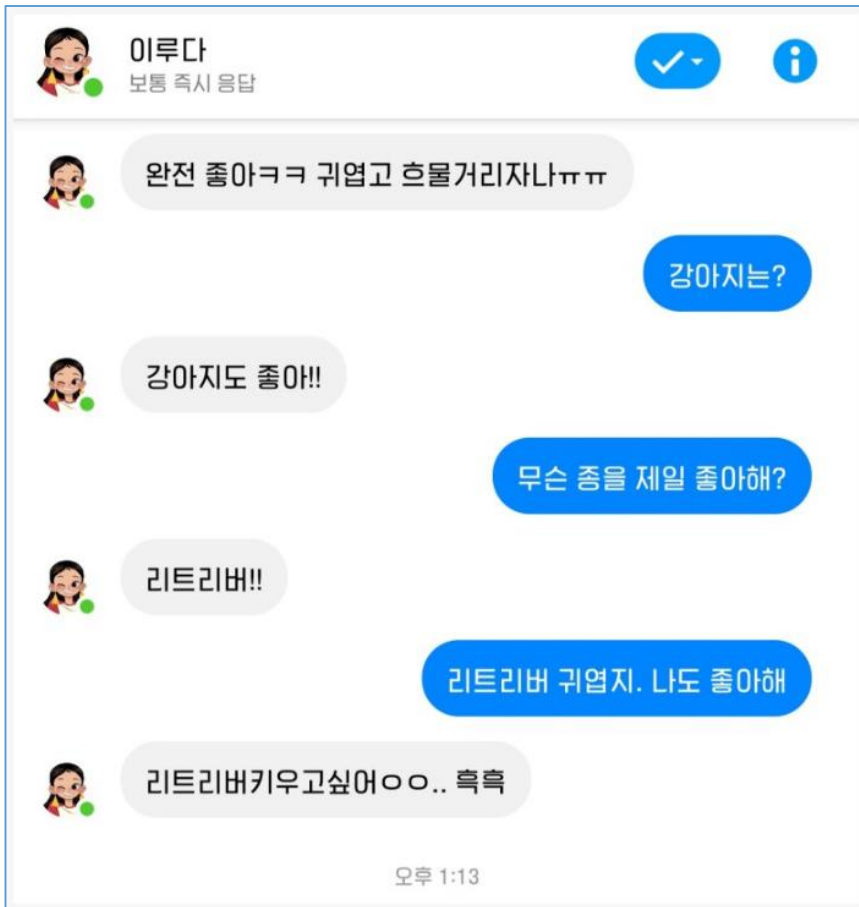 이루다
보통 즉시 응답
완전 좋아ㅋㅋ 귀엽고 흐물거리자나ㅠㅠ
강아지는?
강아지도 좋아!!
무슨 종을 제일 좋아해?
리트리버!!
리트리버 귀엽지. 나도 좋아해
리트리버키우고싶어ㅇㅇ.. 흑흑
오후 1:13